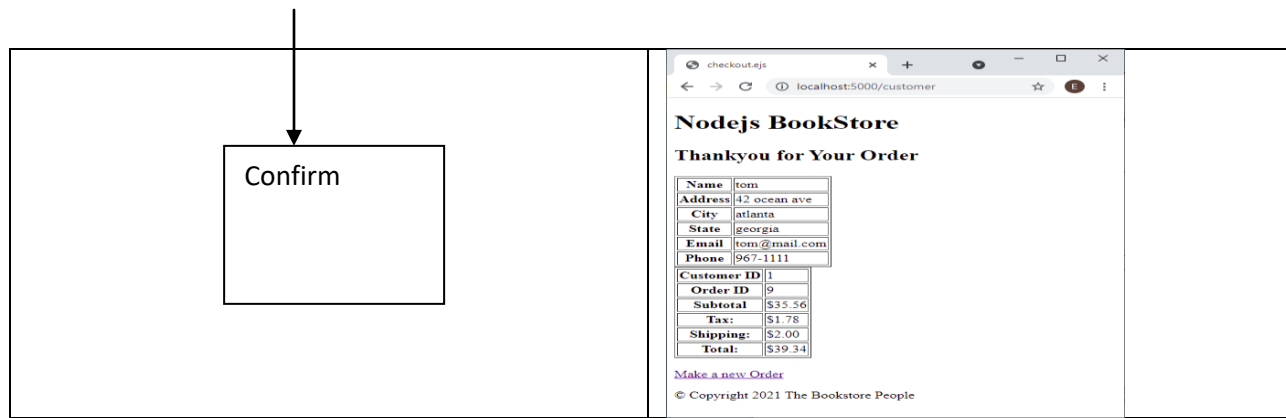 Confirm
checkout.ejs
localhost:5000/customer
E
Nodejs BookStore
Thankyou for Your Order
Name tom
Address 42 ocean ave
City atlanta
State georgia
Email tom@mail.com
Phone 967-1111
Customer ID 1
Order ID 9
Subtotal $35.56
Tax: $1.78
Shipping: $2.00
Total: $39.34
Make a new Order
© Copyright 2021 The Bookstore People